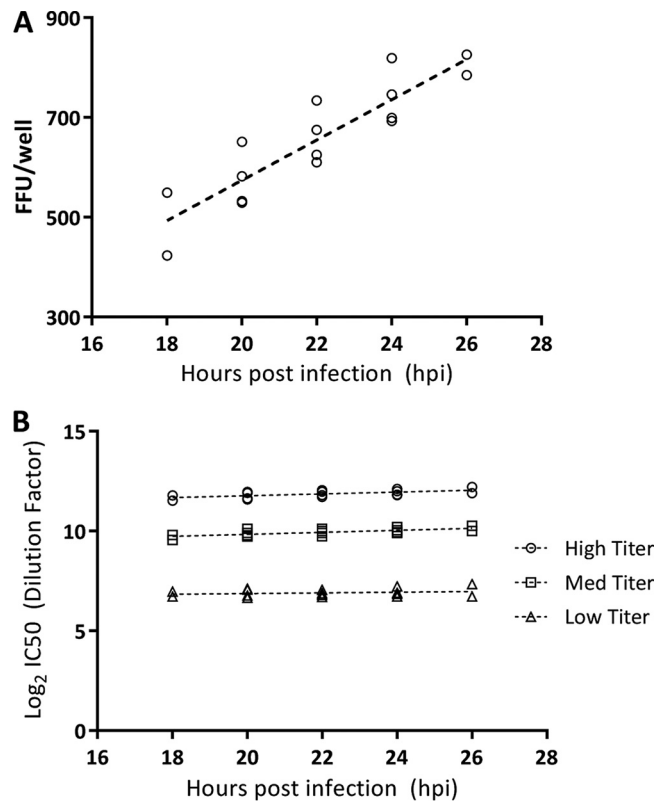 A
900
700
500
300
FFU/well
16 18 20 22 24 26 28
Hours post infection (hpi)
B
15
10
5
0
Log2 IC50 (Dilution Factor)
High Titer
Med Titer
Low Titer
16 18 20 22 24 26 28
Hours post infection (hpi)